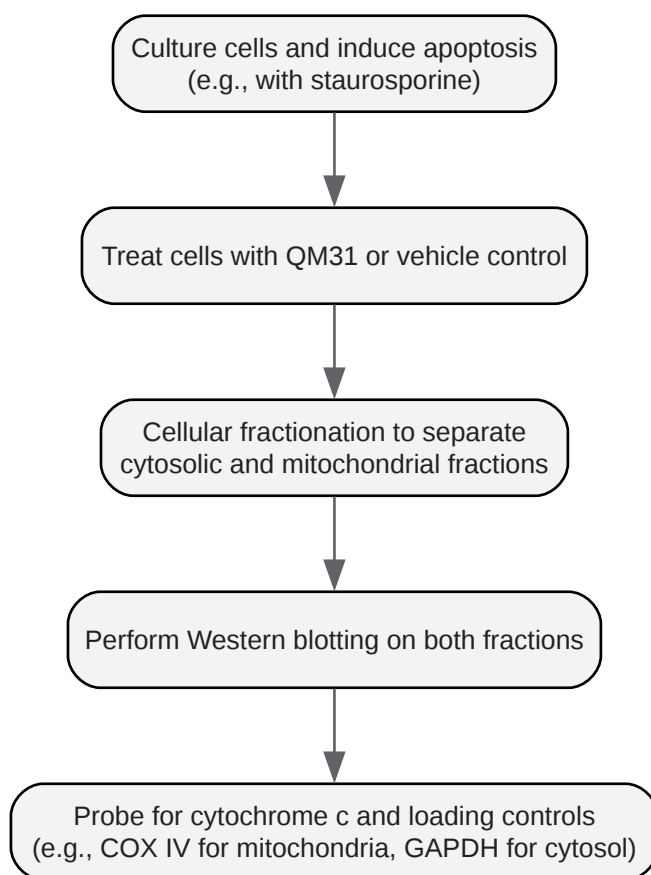 Culture cells and induce apoptosis
(e.g., with staurosporine)
Treat cells with QM31 or vehicle control
Cellular fractionation to separate
cytosolic and mitochondrial fractions
Perform Western blotting on both fractions
Probe for cytochrome c and loading controls
(e.g., COX IV for mitochondria, GAPDH for cytosol)